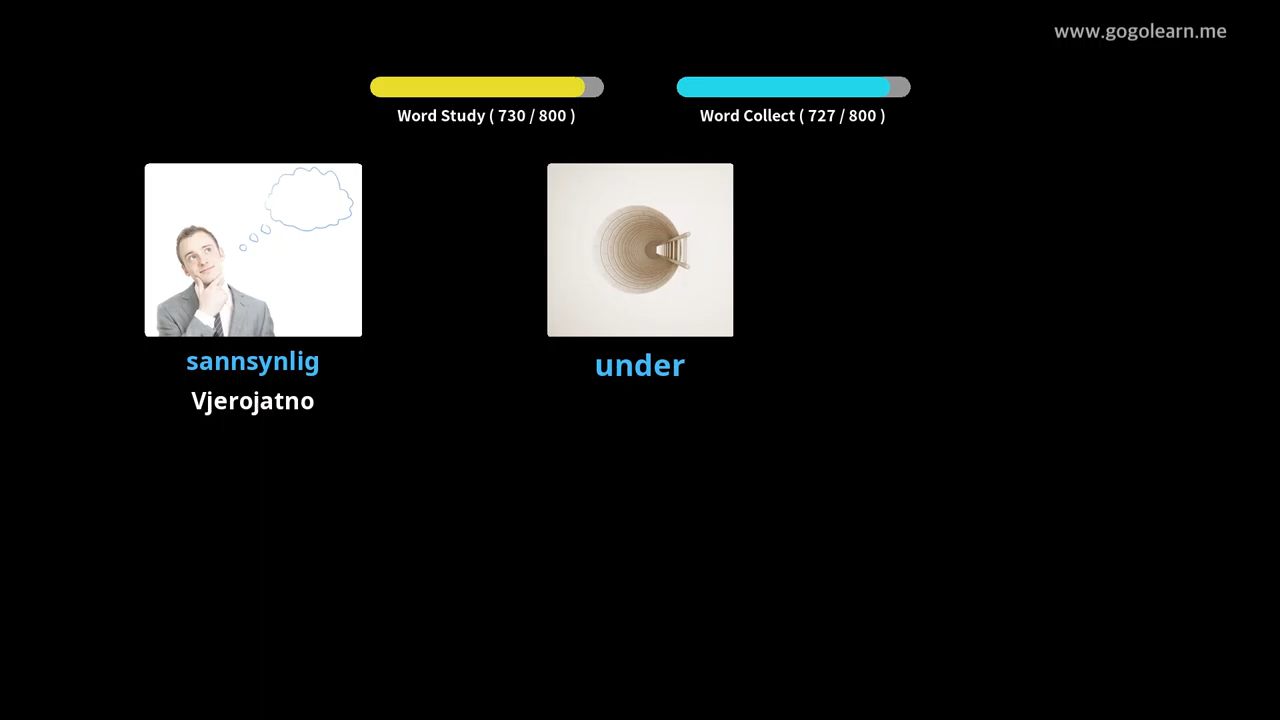 www.gogolearn.me
Word Study ( 730 / 800 )
Word Collect ( 727 / 800 )
sannsynlig
Vjerojatno
under